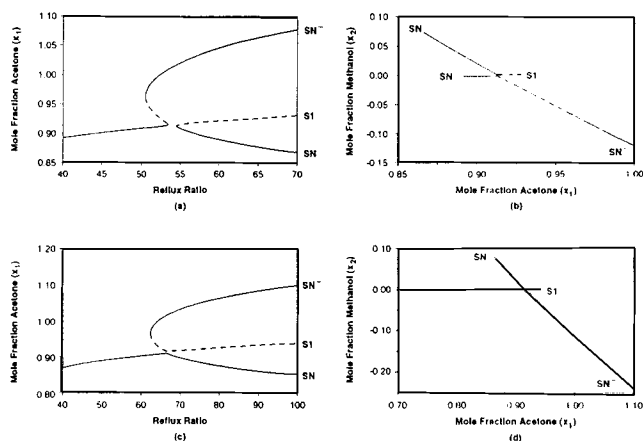 Mole Fraction Acetone (x1)
1.10
1.05
1.00
0.95
0.90
0.85
40 45 50 55 60 65 70
Reflux Ratio
(a)
SN
S1
SN
Mole Fraction Methanol (x2)
0.10
0.05
0.00
-0.05
-0.10
-0.15
0.85 0.90 0.95 1.00
Mole Fraction Acetone (x1)
(b)
SN
SN
S1
SN
Mole Fraction Acetone (x1)
1.20
1.10
1.00
0.90
0.80
40 50 60 70 80 90 100
Reflux Ratio
(c)
SN
S1
SN
Mole Fraction Methanol (x2)
0.10
0.00
-0.10
-0.20
0.70 0.80 0.90 1.00 1.10
Mole Fraction Acetone (x1)
(d)
SN
S1
SN